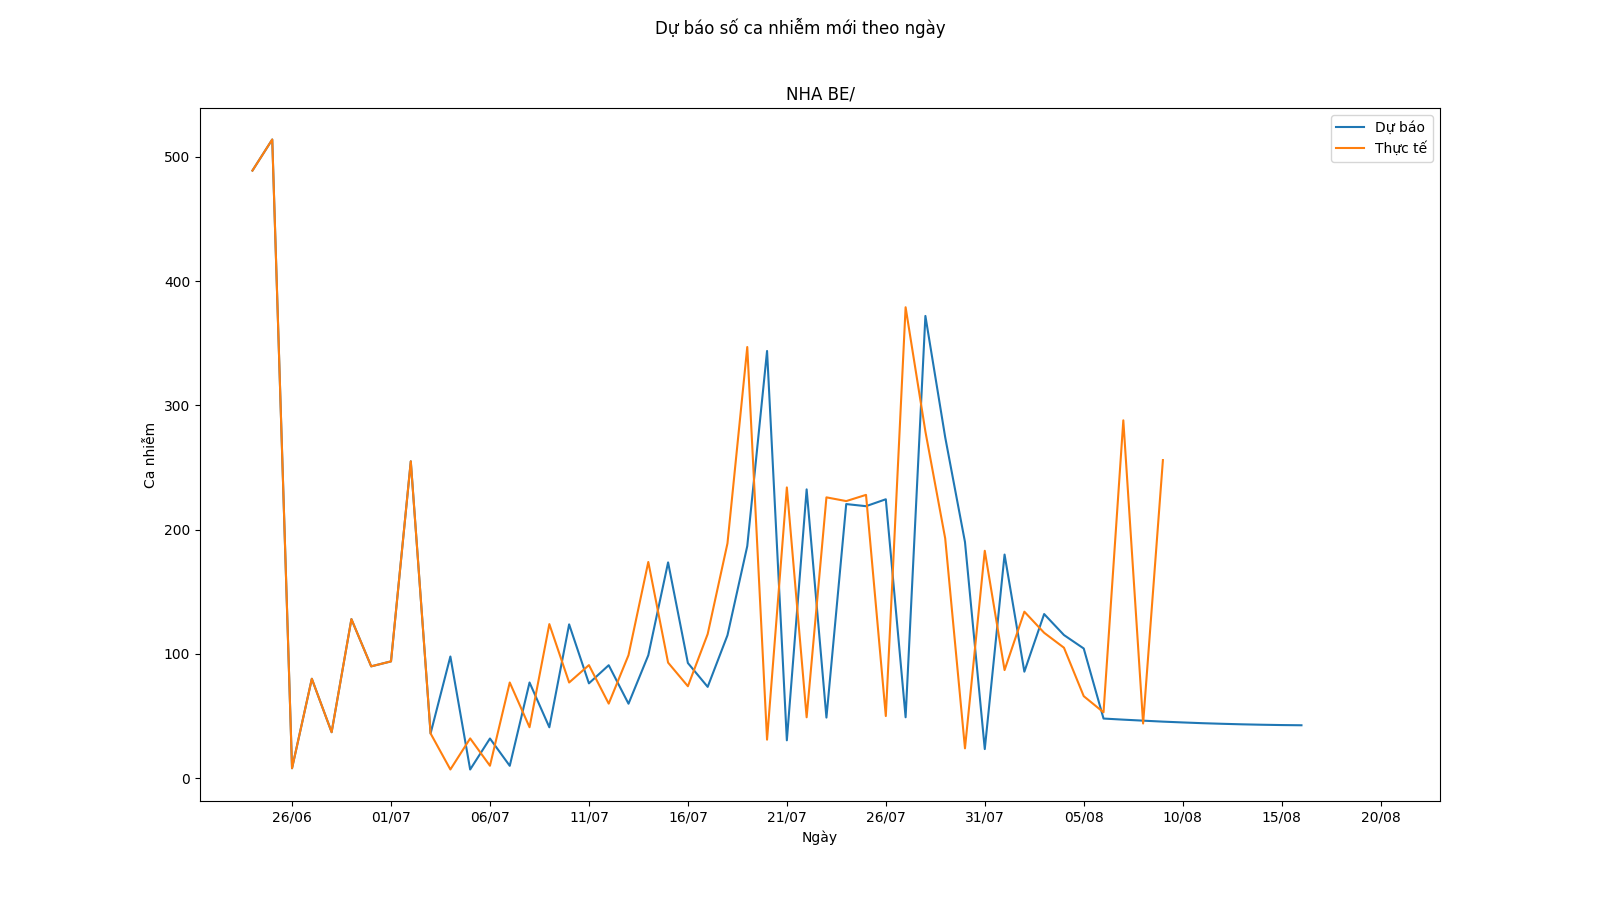 Dự báo số ca nhiễm mới theo ngày
NHA BE/
Dự báo
Thực tế
500
400
300
200
100
0
Ca nhiễm
26/06 01/07 06/07 11/07 16/07 21/07 26/07 31/07 05/08 10/08 15/08 20/08
Ngày